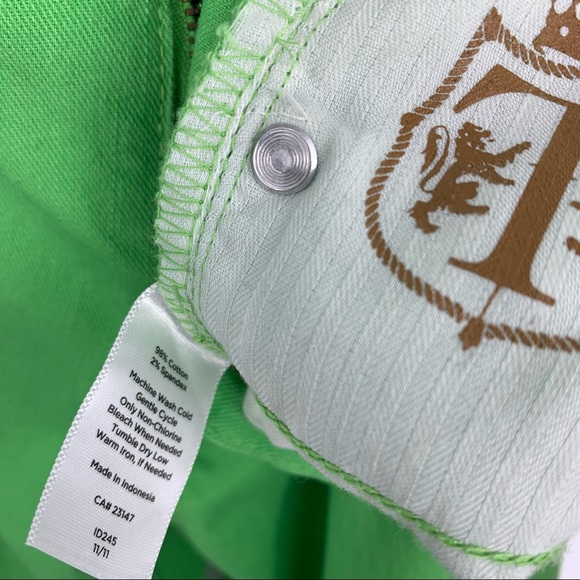 T
98% Cotton
2% Spandex
Machine Wash Cold
Gentle Cycle
Only Non-Chlorine
Bleach When Needed
Tumble Dry Low
Warm Iron, if Needed
Made In Indonesia
CA# 23147
ID245
11/11